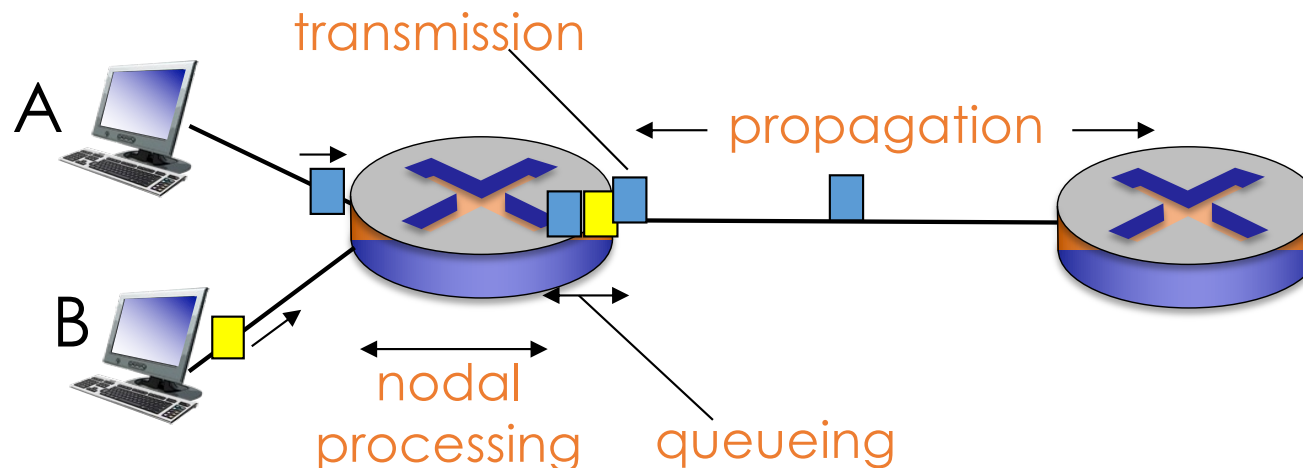 transmission
A
propagation
B
nodal
processing
queueing